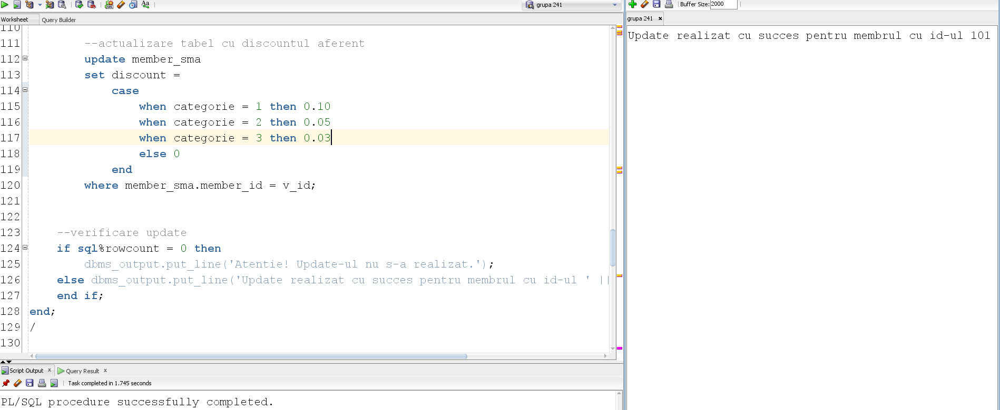 grupa 241
Worksheet Query Builder
110
111 --actualizare tabel cu discountul aferent
112 update member_sma
113 set discount =
114 case
115 when categorie = 1 then 0.10
116 when categorie = 2 then 0.05
117 when categorie = 3 then 0.03
118 else 0
119 end
120 where member_sma.member_id = v_id;
121
122
123 --verificare update
124 if sql%rowcount = 0 then
125 dbms_output.put_line('Atentie! Update-ul nu s-a realizat.');
126 else dbms_output.put_line('Update realizat cu succes pentru membrul cu id-ul ' ||
127 end if;
128 end;
129 /
130
Script Output x Query Result x
Task completed in 1.745 seconds
PL/SQL procedure successfully completed.
Buffer Size: 2000
grupa 241 x
Update realizat cu succes pentru membrul cu id-ul 101